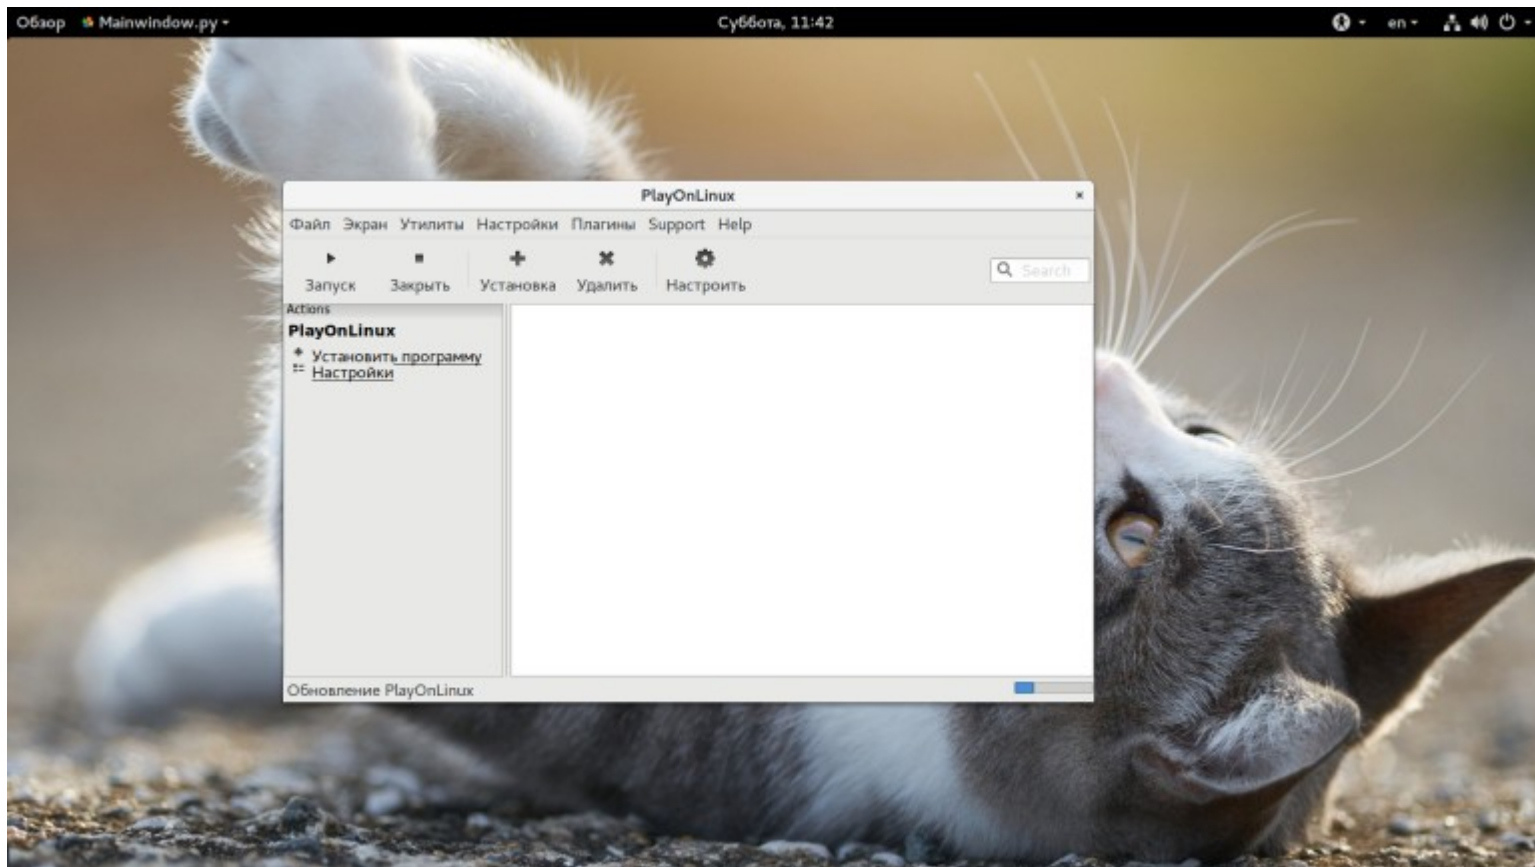 Обзор Mainwindow.py Суббота, 11:42 en
PlayOnLinux
Файл Экран Утилиты Настройки Плагины Support Help
Запуск Закрыть Установка Удалить Настроить Search
Actions
PlayOnLinux
Установить программу
Настройки
Обновление PlayOnLinux